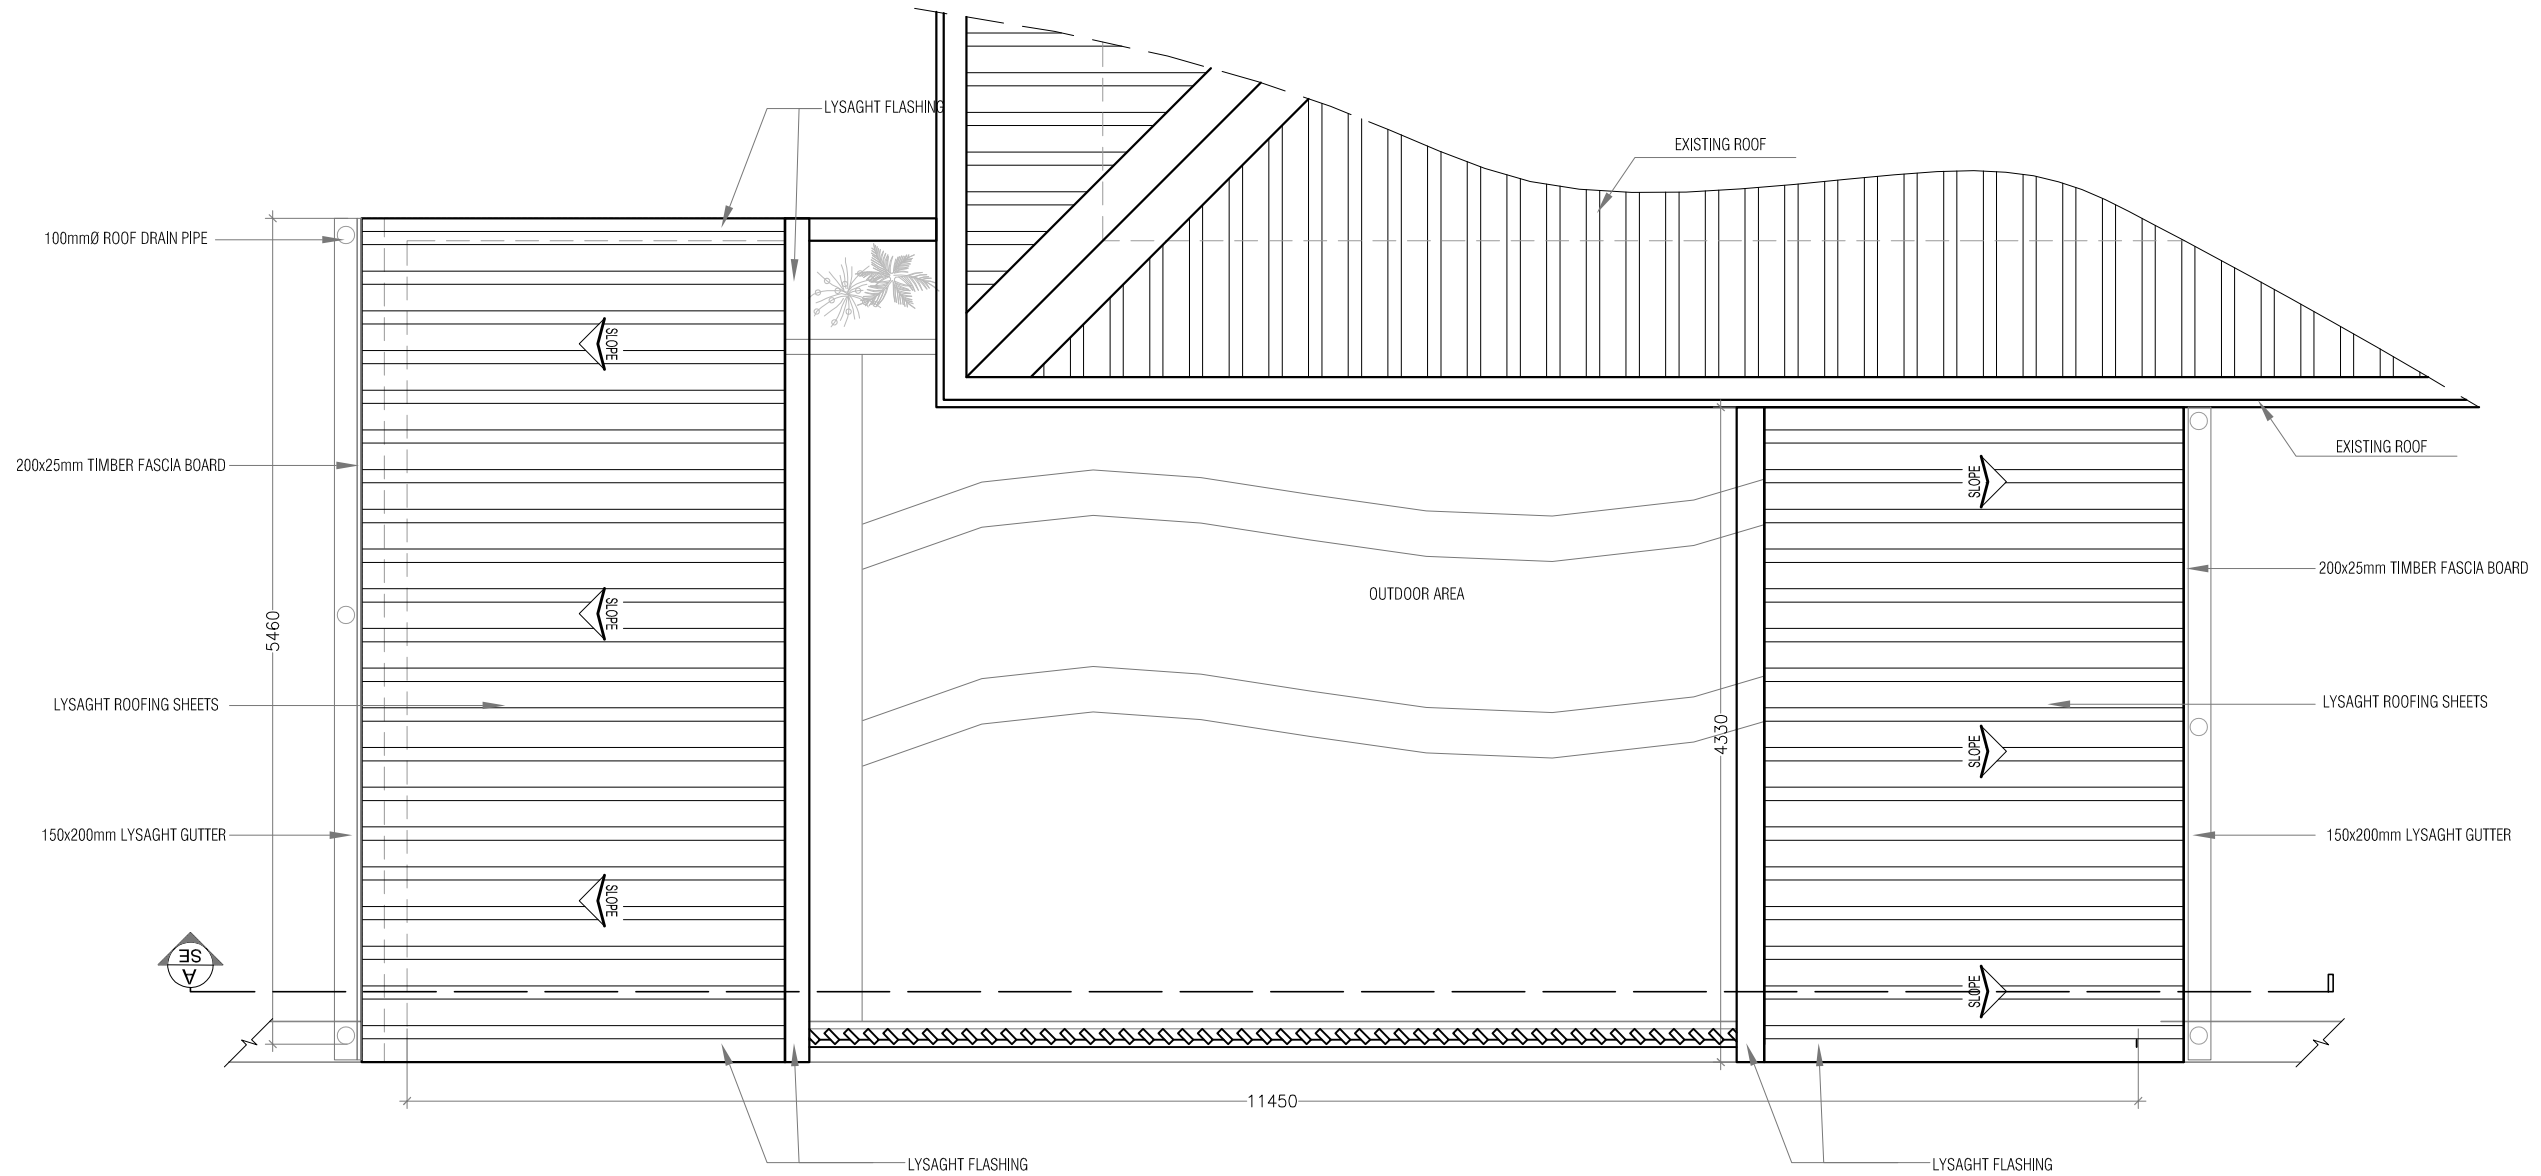 LYSAGHT FLASHING
EXISTING ROOF
100mmØ ROOF DRAIN PIPE
SLOPE
EXISTING ROOF
200x25mm TIMBER FASCIA BOARD
SLOPE
200x25mm TIMBER FASCIA BOARD
OUTDOOR AREA
SLOPE
5460
LYSAGHT ROOFING SHEETS
LYSAGHT ROOFING SHEETS
4330
SLOPE
150x200mm LYSAGHT GUTTER
150x200mm LYSAGHT GUTTER
SLOPE
SE
A
SLOPE
11450
LYSAGHT FLASHING
LYSAGHT FLASHING